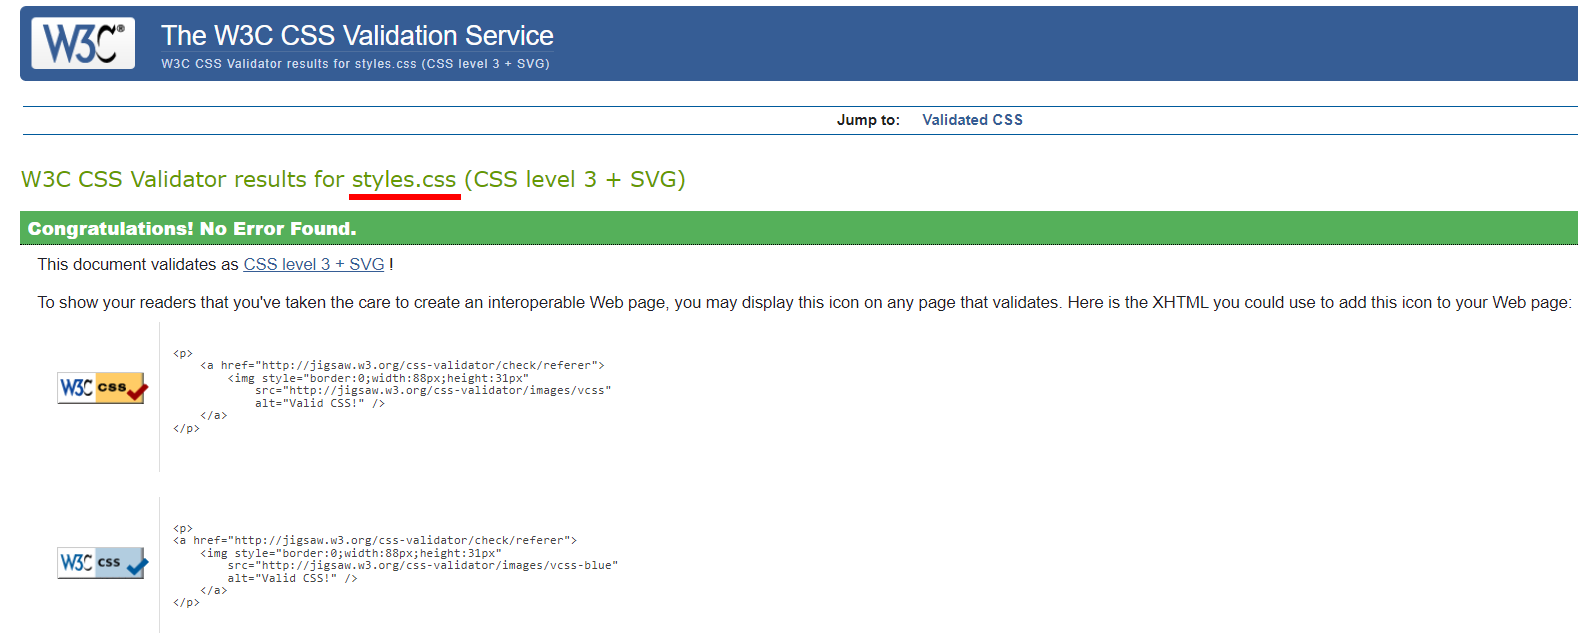 W3C®
The W3C CSS Validation Service
W3C CSS Validator results for styles.css (CSS level 3 + SVG)
Jump to: Validated CSS
W3C CSS Validator results for styles.css (CSS level 3 + SVG)
Congratulations! No Error Found.
This document validates as CSS level 3 + SVG !
To show your readers that you've taken the care to create an interoperable Web page, you may display this icon on any page that validates. Here is the XHTML you could use to add this icon to your Web page:
W3C css
<p>
<a href="http://jigsaw.w3.org/css-validator/check/referer">
<img style="border:0;width:88px;height:31px"
src="http://jigsaw.w3.org/css-validator/images/vcss"
alt="Valid CSS!" />
</a>
</p>
W3C css
<p>
<a href="http://jigsaw.w3.org/css-validator/check/referer">
<img style="border:0;width:88px;height:31px"
src="http://jigsaw.w3.org/css-validator/images/vcss-blue"
alt="Valid CSS!" />
</a>
</p>